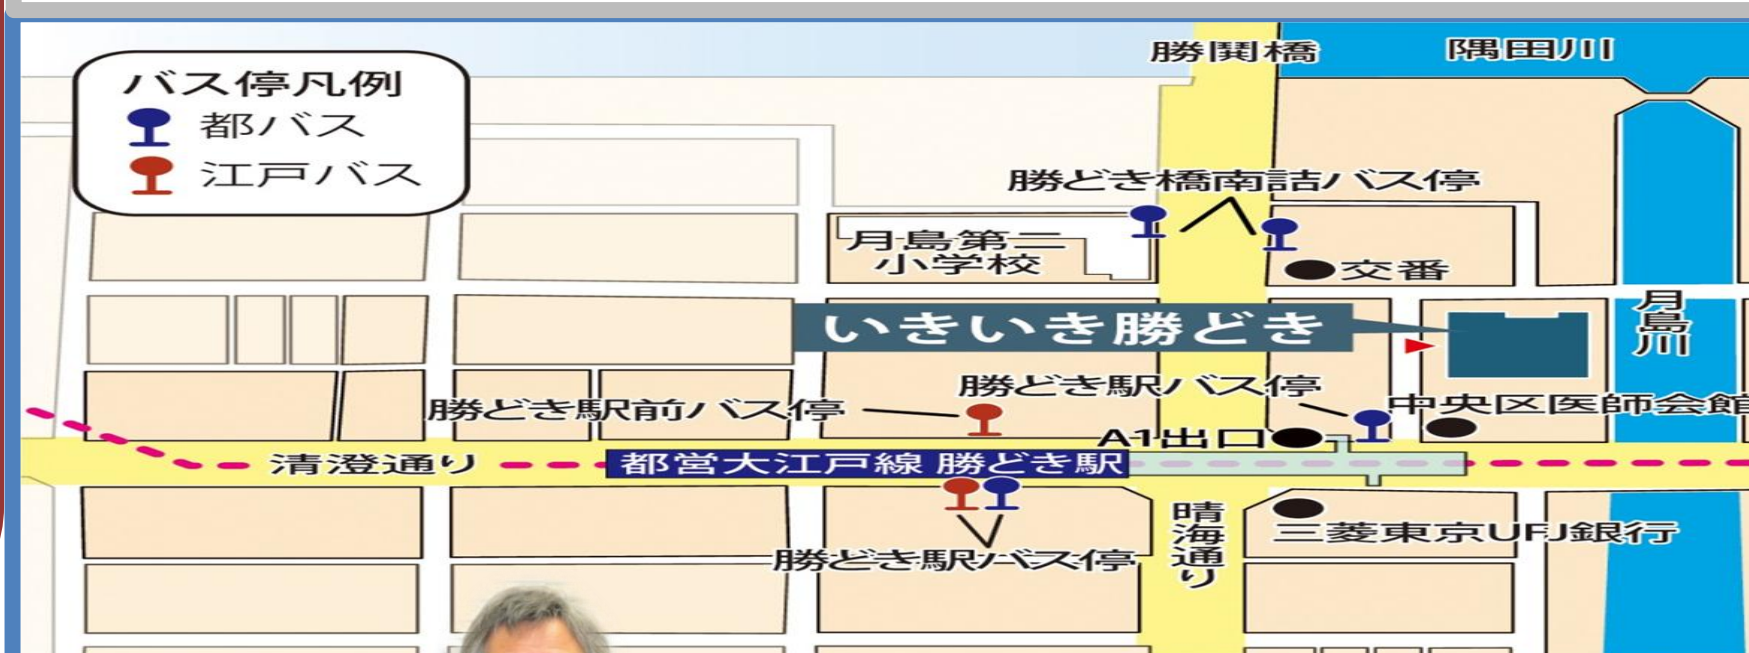 バス停凡例
都バス
江戸バス
勝鬨橋
隅田川
勝どき橋南詰バス停
月島第二
小学校
交番
いきいき勝どき
月島川
勝どき駅バス停
勝どき駅前バス停
中央区医師会館
A1出口
清澄通り
都営大江戸線 勝どき駅
晴海通り
三菱東京UFJ銀行
勝どき駅バス停